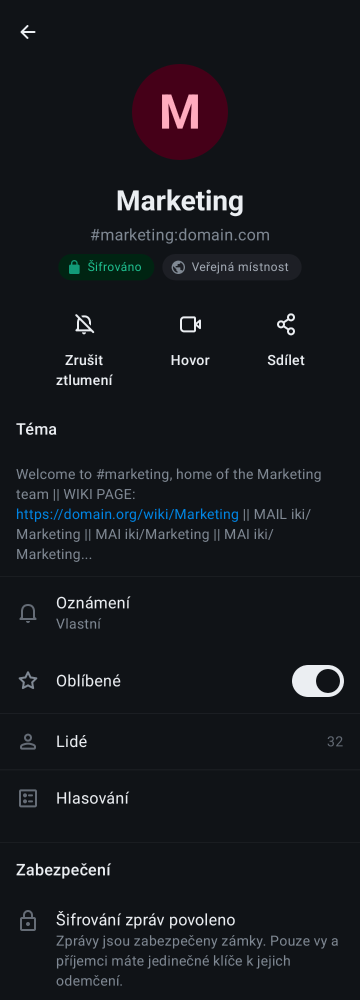 M
Marketing
#marketing:domain.com
Šifrováno
Veřejná místnost
Zrušit
ztlumení
Hovor
Sdílet
Téma
Welcome to #marketing, home of the Marketing
team || WIKI PAGE:
https://domain.org/wiki/Marketing || MAIL iki/
Marketing || MAI iki/Marketing || MAI iki/
Marketing...
Oznámení
Vlastní
Oblíbené
Lidé 32
Hlasování
Zabezpečení
Šifrování zpráv povoleno
Zprávy jsou zabezpečeny zámky. Pouze vy a
příjemci máte jedinečné klíče k jejich
odemčení.